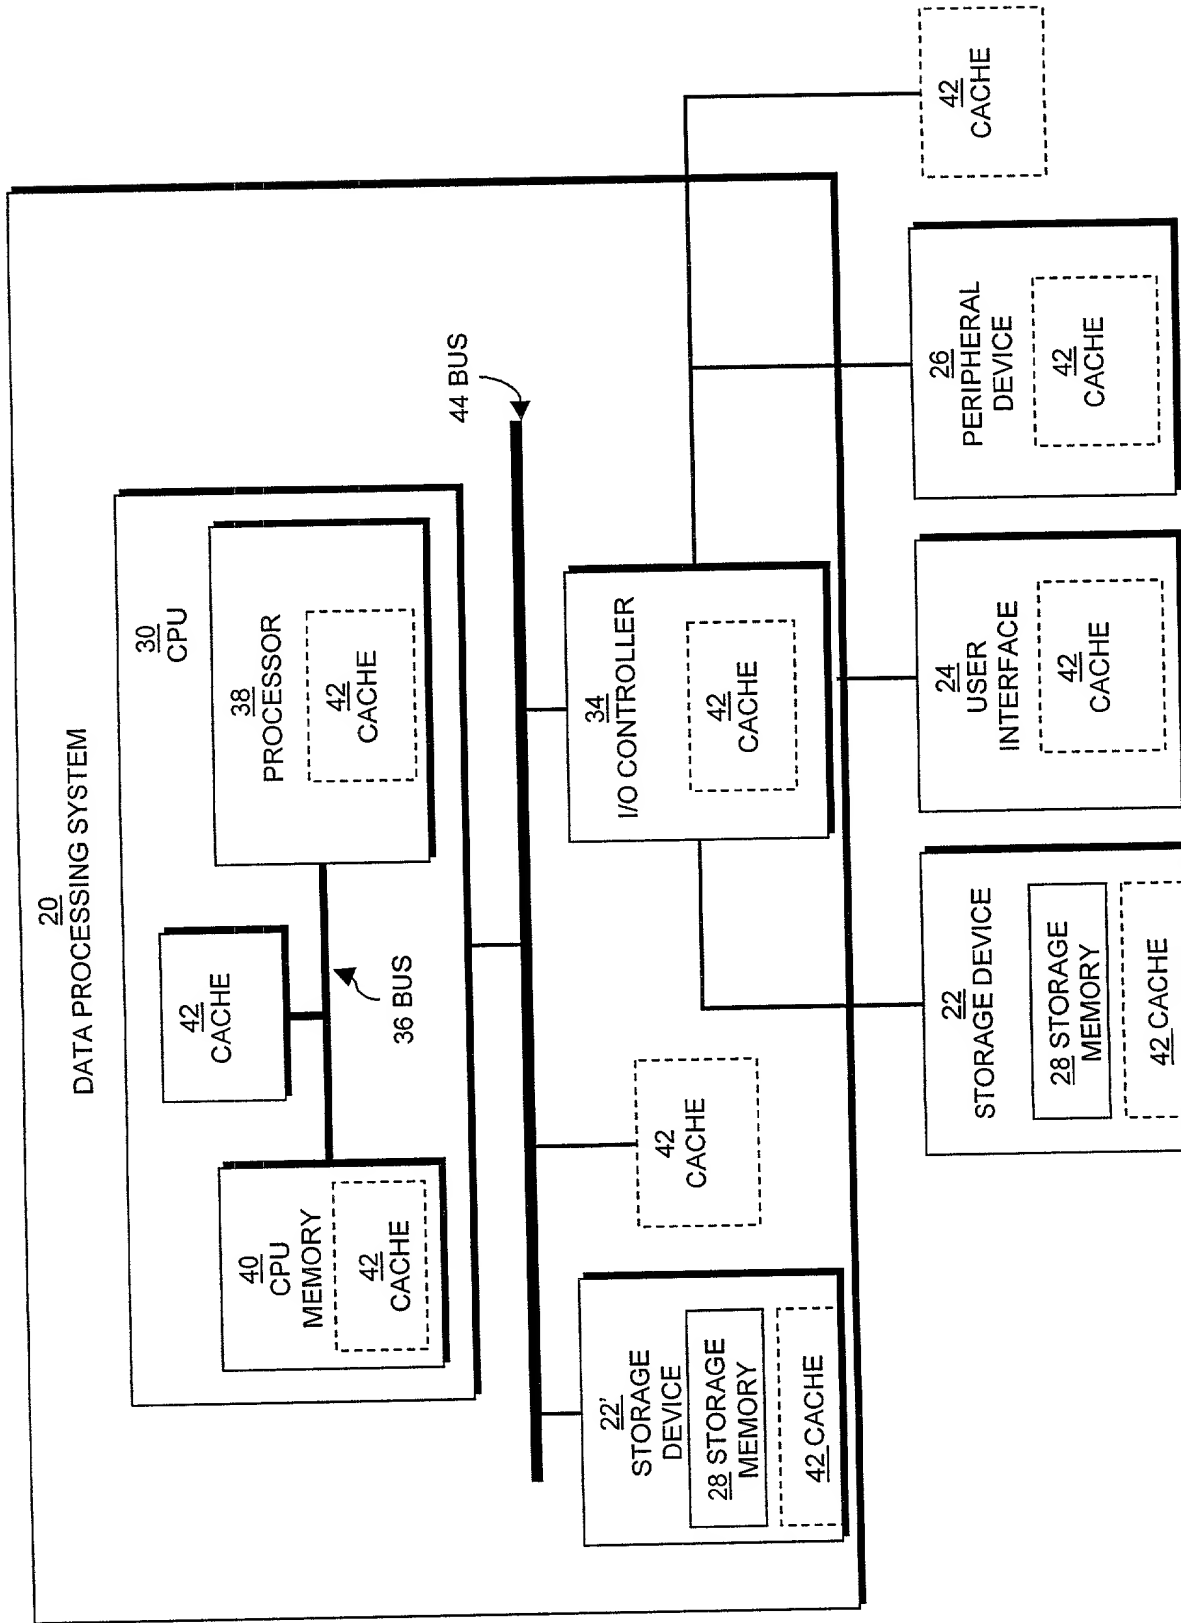 20
DATA PROCESSING SYSTEM
30
CPU
40
CPU
MEMORY
42
CACHE
42
CACHE
38
PROCESSOR
42
CACHE
36 BUS
44 BUS
22'
STORAGE
DEVICE
28 STORAGE
MEMORY
42 CACHE
42
CACHE
34
I/O CONTROLLER
42
CACHE
22
STORAGE DEVICE
28 STORAGE
MEMORY
42 CACHE
24
USER
INTERFACE
42
CACHE
26
PERIPHERAL
DEVICE
42
CACHE
42
CACHE